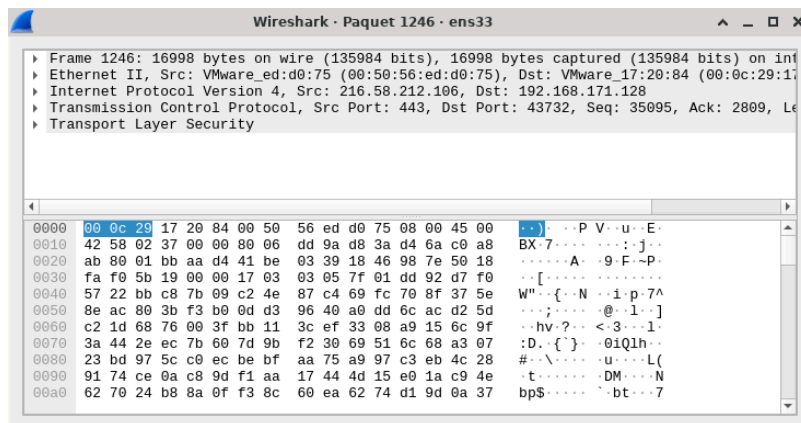 Wireshark · Paquet 1246 · ens33
Frame 1246: 16998 bytes on wire (135984 bits), 16998 bytes captured (135984 bits) on int
Ethernet II, Src: VMware_ed:d0:75 (00:50:56:ed:d0:75), Dst: VMware_17:20:84 (00:0c:29:17
Internet Protocol Version 4, Src: 216.58.212.106, Dst: 192.168.171.128
Transmission Control Protocol, Src Port: 443, Dst Port: 43732, Seq: 35095, Ack: 2809, Le
Transport Layer Security
0000 00 0c 29 17 20 84 00 50 56 ed d0 75 08 00 45 00 ··)· ··P V··u··E·
0010 42 58 02 37 00 00 80 06 dd 9a d3 3a d4 6a c0 a8 BX·7···· ···:·j··
0020 ab 80 01 bb aa d4 41 be 03 39 18 46 98 7e 50 18 ······A· ·9·F·~P·
0030 fa f0 5b 19 00 00 17 03 03 05 7f 01 dd 92 d7 f0 ··[····· ········
0040 57 22 bb c8 7b 09 c2 4e 87 c4 69 fc 70 8f 37 5e W"··{··N ··i·p·7^
0050 8e ac 80 3b f3 b0 0d d3 96 40 a0 dd 6c ac d2 5d ···;···· ·@··l··]
0060 c2 1d 68 76 00 3f bb 11 3c ef 33 08 a9 15 6c 9f ··hv·?·· <·3···l·
0070 3a 44 2e ec 7b 60 7d 9b f2 30 69 51 6c 68 a3 07 :D.·{`}· ·0iQlh··
0080 23 bd 97 5c c0 ec be bf aa 75 a9 97 c3 eb 4c 28 #··\···· ·u····L(
0090 91 74 ce 0a c8 9d f1 aa 17 44 4d 15 e0 1a c9 4e ·t······ ·DM····N
00a0 62 70 24 b8 8a 0f f3 8c 60 ea 62 74 d1 9d 0a 37 bp$····· `·bt···7